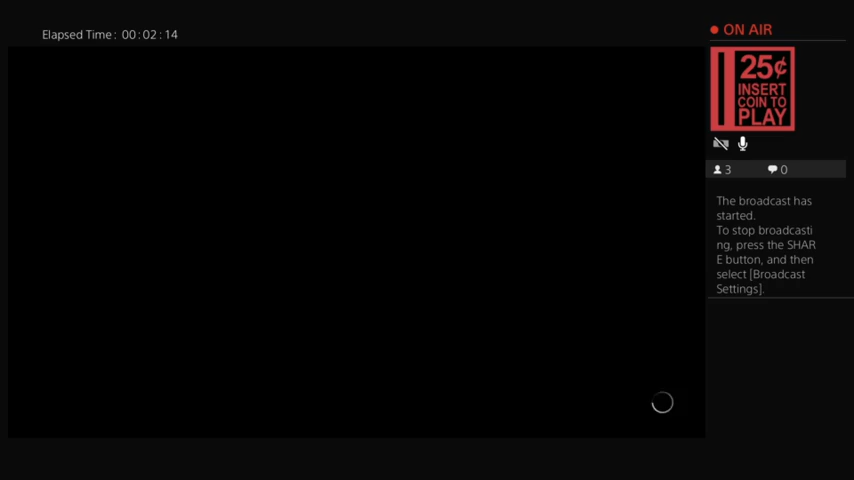 Elapsed Time: 00:02:14
ON AIR
25¢
INSERT
COIN TO
PLAY
3
0
The broadcast has
started.
To stop broadcasti
ng, press the SHAR
E button, and then
select [Broadcast
Settings].